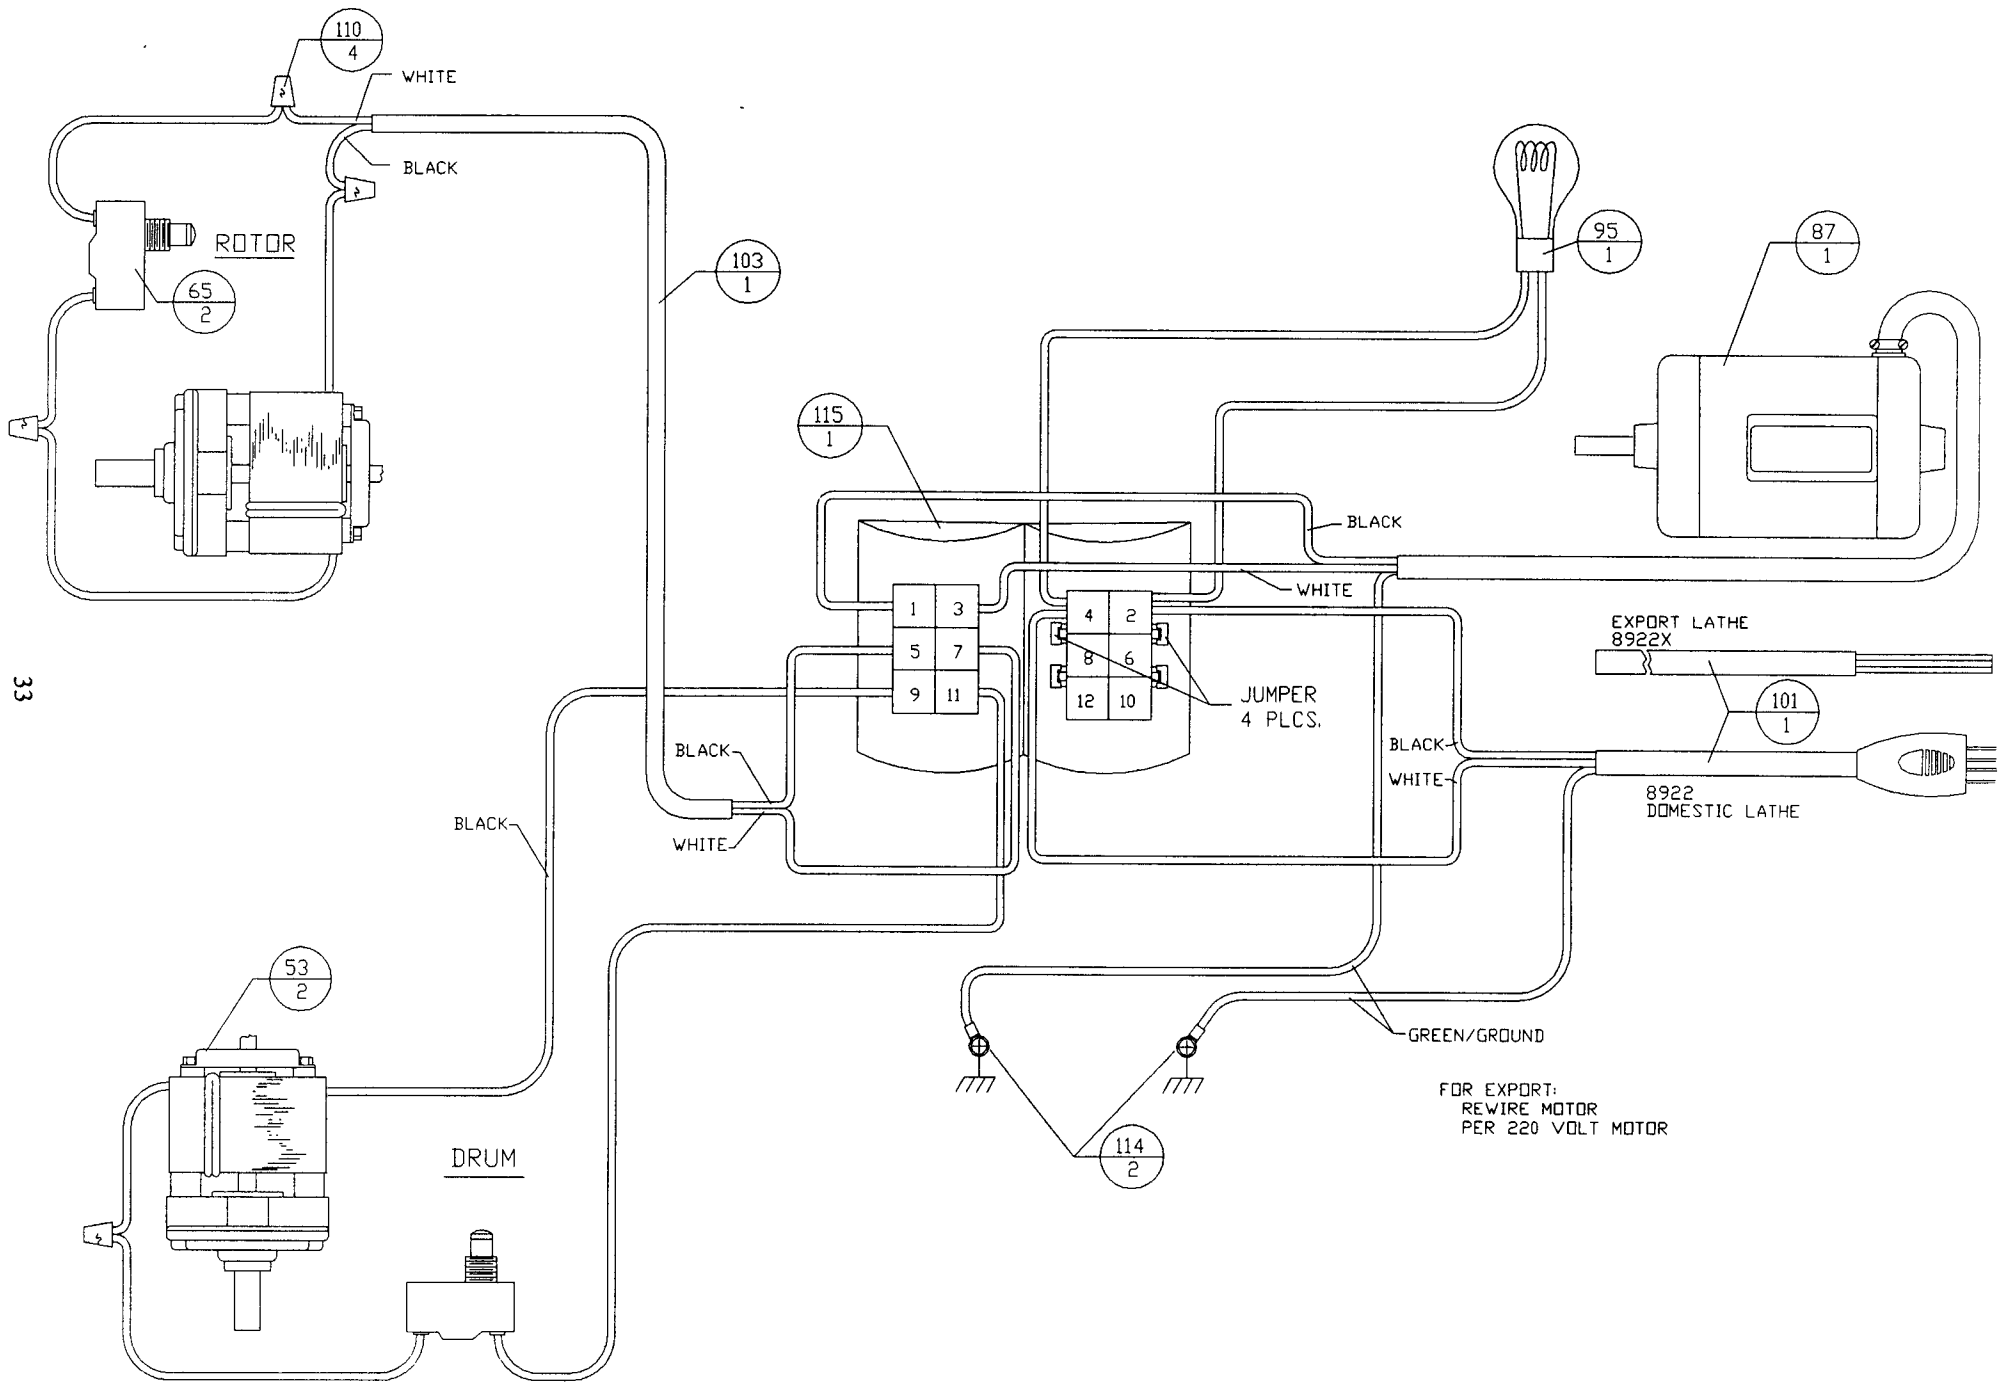 110
4
WHITE
BLACK
ROTOR
65
2
103
1
95
1
87
1
115
1
BLACK
WHITE
1 3
5 7
9 11
4 2
8 6
12 10
JUMPER
4 PLCS.
EXPORT LATHE
8922X
101
1
BLACK
WHITE
8922
DOMESTIC LATHE
BLACK
WHITE
BLACK
33
53
2
GREEN/GROUND
FOR EXPORT:
REWIRE MOTOR
PER 220 VOLT MOTOR
114
2
DRUM